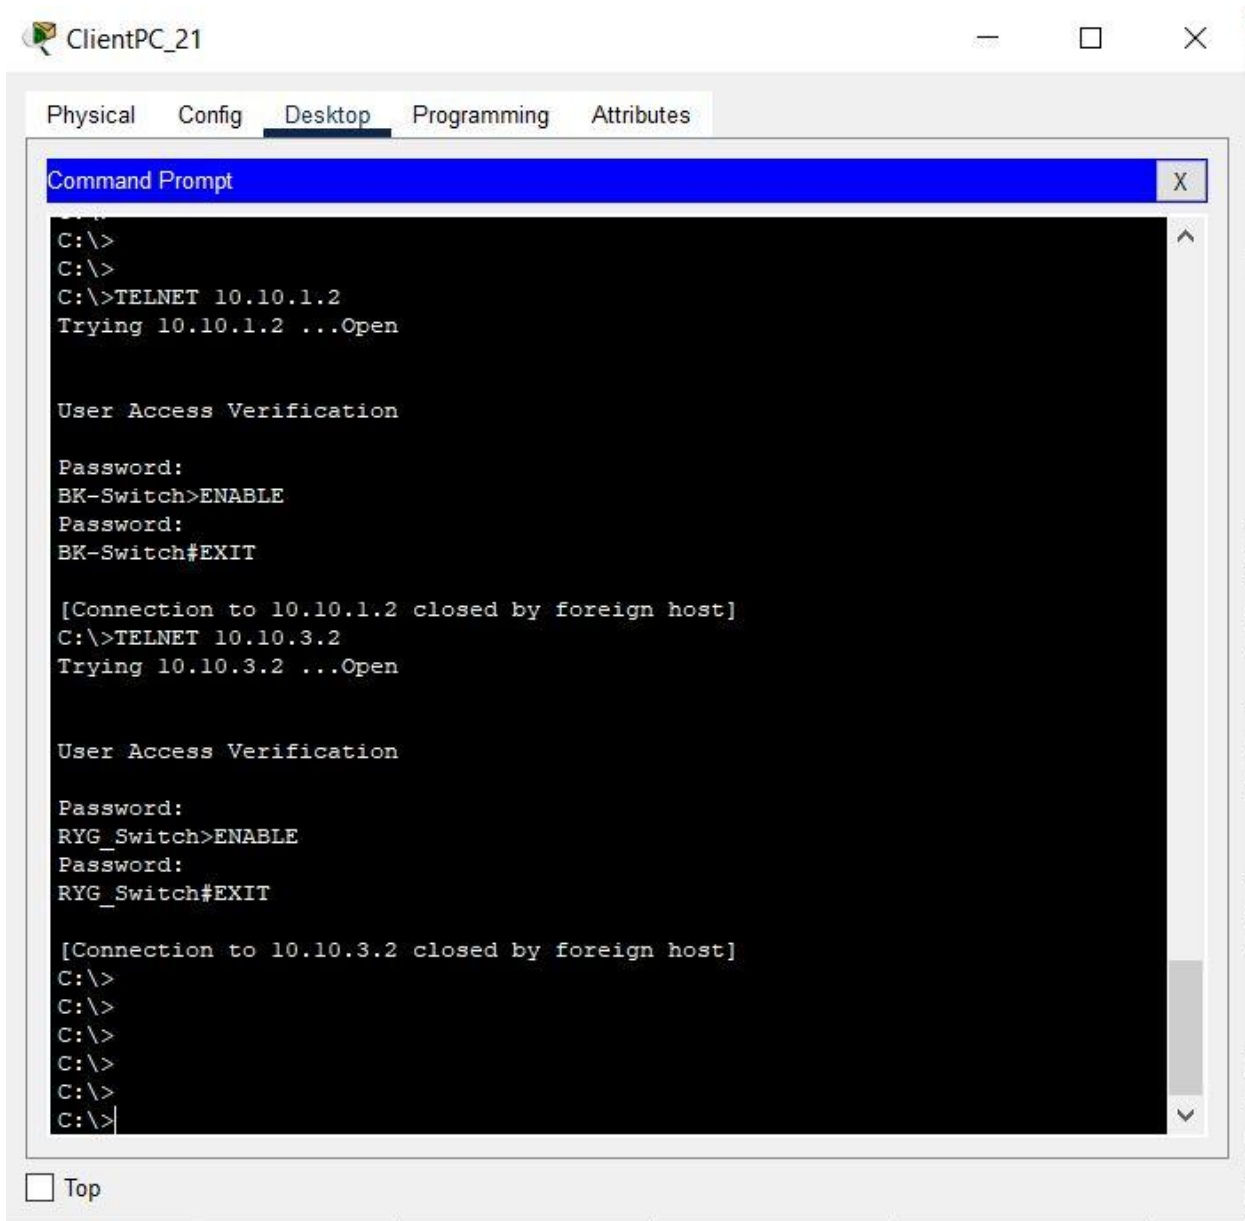 ClientPC_21
Physical Config Desktop Programming Attributes
Command Prompt
X
C:\>
C:\>
C:\>TELNET 10.10.1.2
Trying 10.10.1.2 ...Open
User Access Verification
Password:
BK-Switch>ENABLE
Password:
BK-Switch#EXIT
[Connection to 10.10.1.2 closed by foreign host]
C:\>TELNET 10.10.3.2
Trying 10.10.3.2 ...Open
User Access Verification
Password:
RYG_Switch>ENABLE
Password:
RYG_Switch#EXIT
[Connection to 10.10.3.2 closed by foreign host]
C:\>
C:\>
C:\>
C:\>
C:\>
C:\>
Top